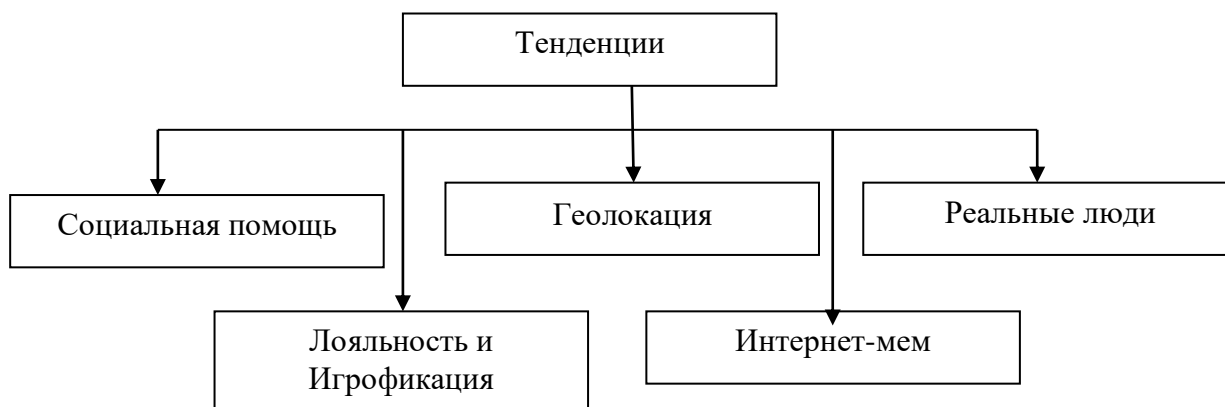 Тенденции
Социальная помощь
Геолокация
Реальные люди
Лояльность и
Игрофикация
Интернет-мем